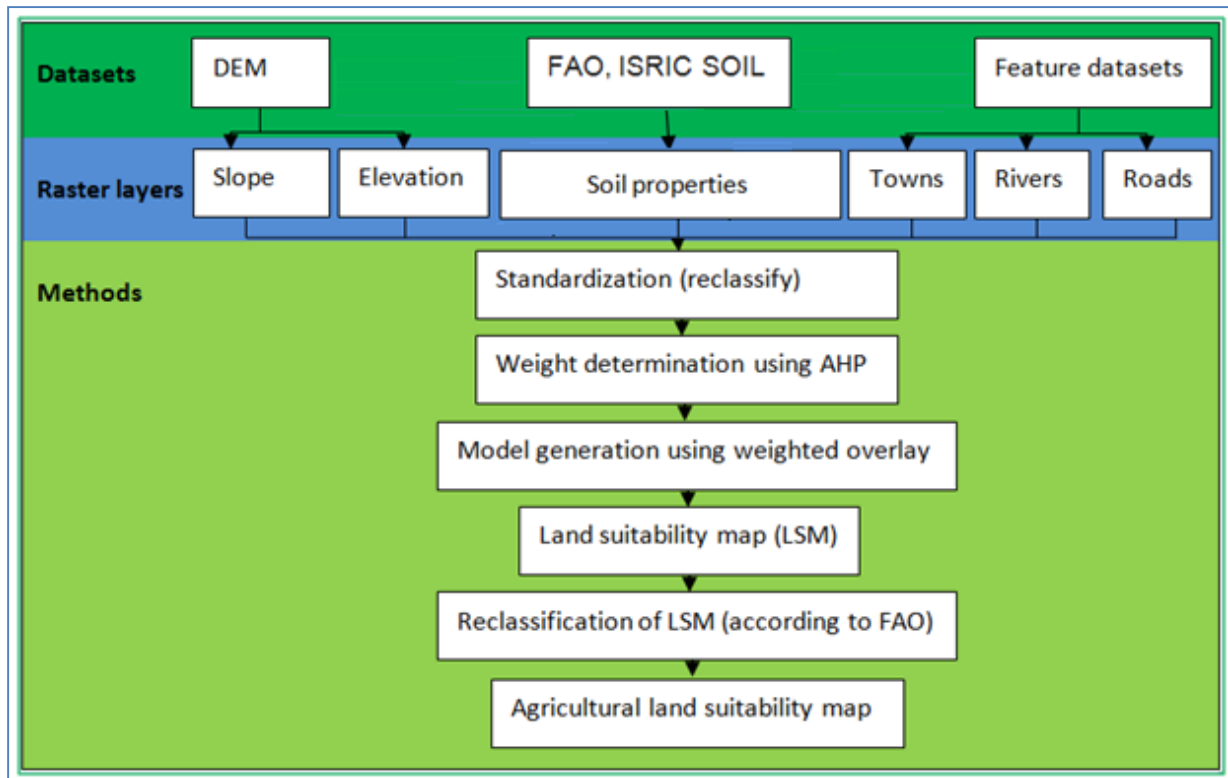 Datasets
DEM
FAO, ISRIC SOIL
Feature datasets
Raster layers
Slope
Elevation
Soil properties
Towns
Rivers
Roads
Methods
Standardization (reclassify)
Weight determination using AHP
Model generation using weighted overlay
Land suitability map (LSM)
Reclassification of LSM (according to FAO)
Agricultural land suitability map